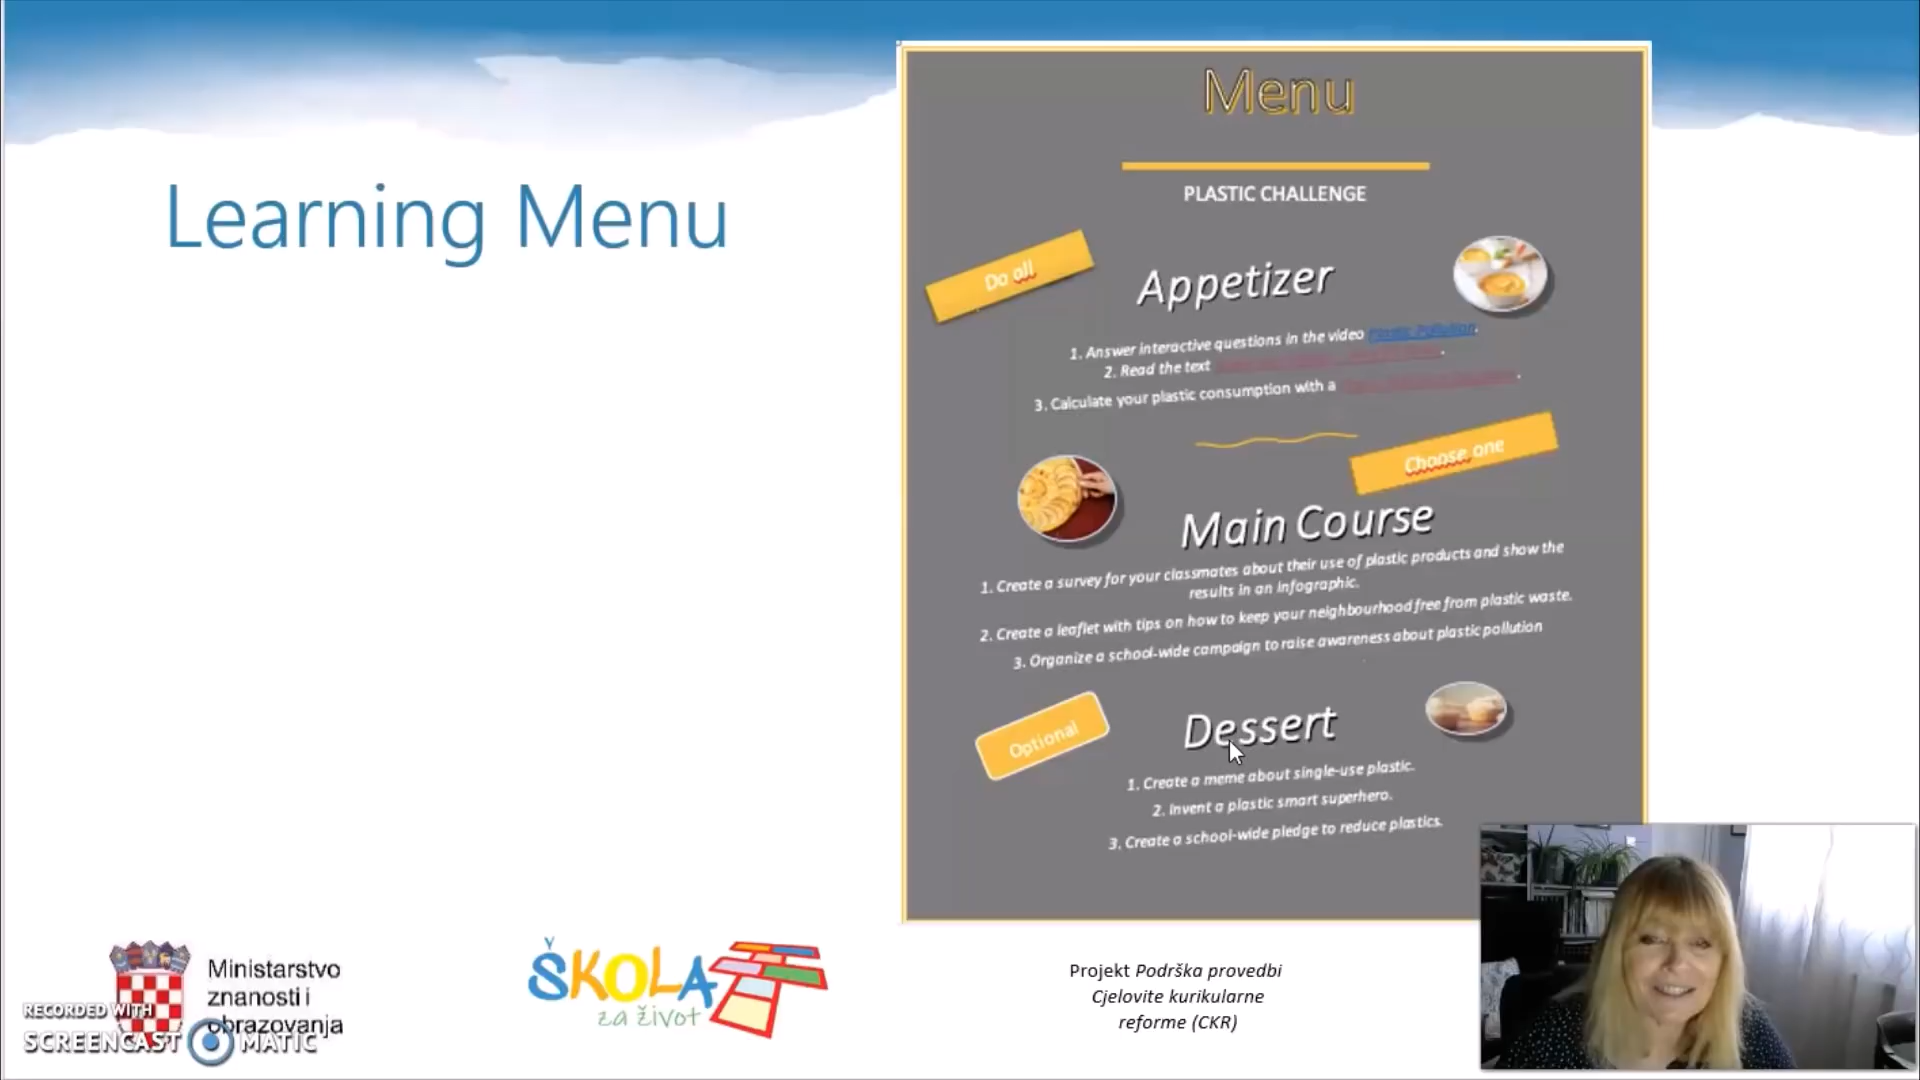 Learning Menu
Menu
PLASTIC CHALLENGE
Do all
Appetizer
1. Answer interactive questions in the video Plastic Pollution.
2. Read the text
3. Calculate your plastic consumption with a
Choose one
Main Course
1. Create a survey for your classmates about their use of plastic products and show the
results in an infographic.
2. Create a leaflet with tips on how to keep your neighbourhood free from plastic waste.
3. Organize a school-wide campaign to raise awareness about plastic pollution
Optional
Dessert
1. Create a meme about single-use plastic.
2. Invent a plastic smart superhero.
3. Create a school-wide pledge to reduce plastics.
Ministarstvo
znanosti i
obrazovanja
RECORDED WITH
SCREENCAST MATIC
ŠKOLA
za život
Projekt Podrška provedbi
Cjelovite kurikularne
reforme (CKR)